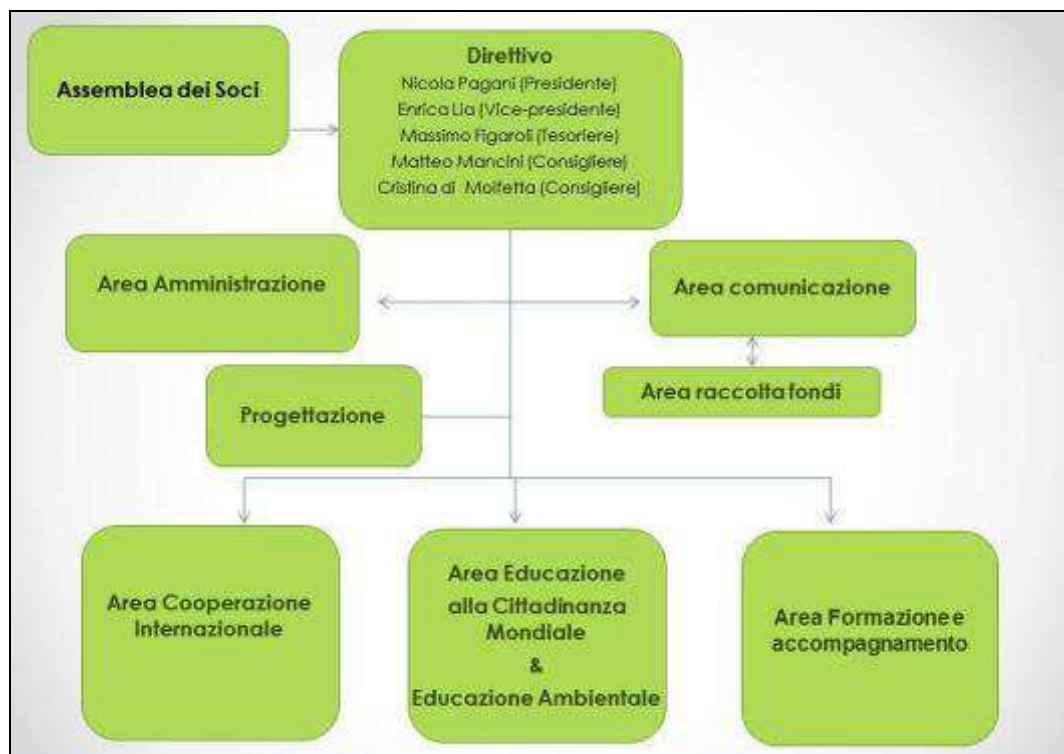 Assemblea dei Soci
Direttivo
Nicola Pagani (Presidente)
Enrica Lia (Vice-presidente)
Massimo Figaroli (Tesoriere)
Matteo Mancini (Consigliere)
Cristina di Molfetta (Consigliere)
Area Amministrazione
Area comunicazione
Area raccolta fondi
Progettazione
Area Cooperazione
Internazionale
Area Educazione
alla Cittadinanza
Mondiale
&
Educazione Ambientale
Area Formazione e
accompagnamento